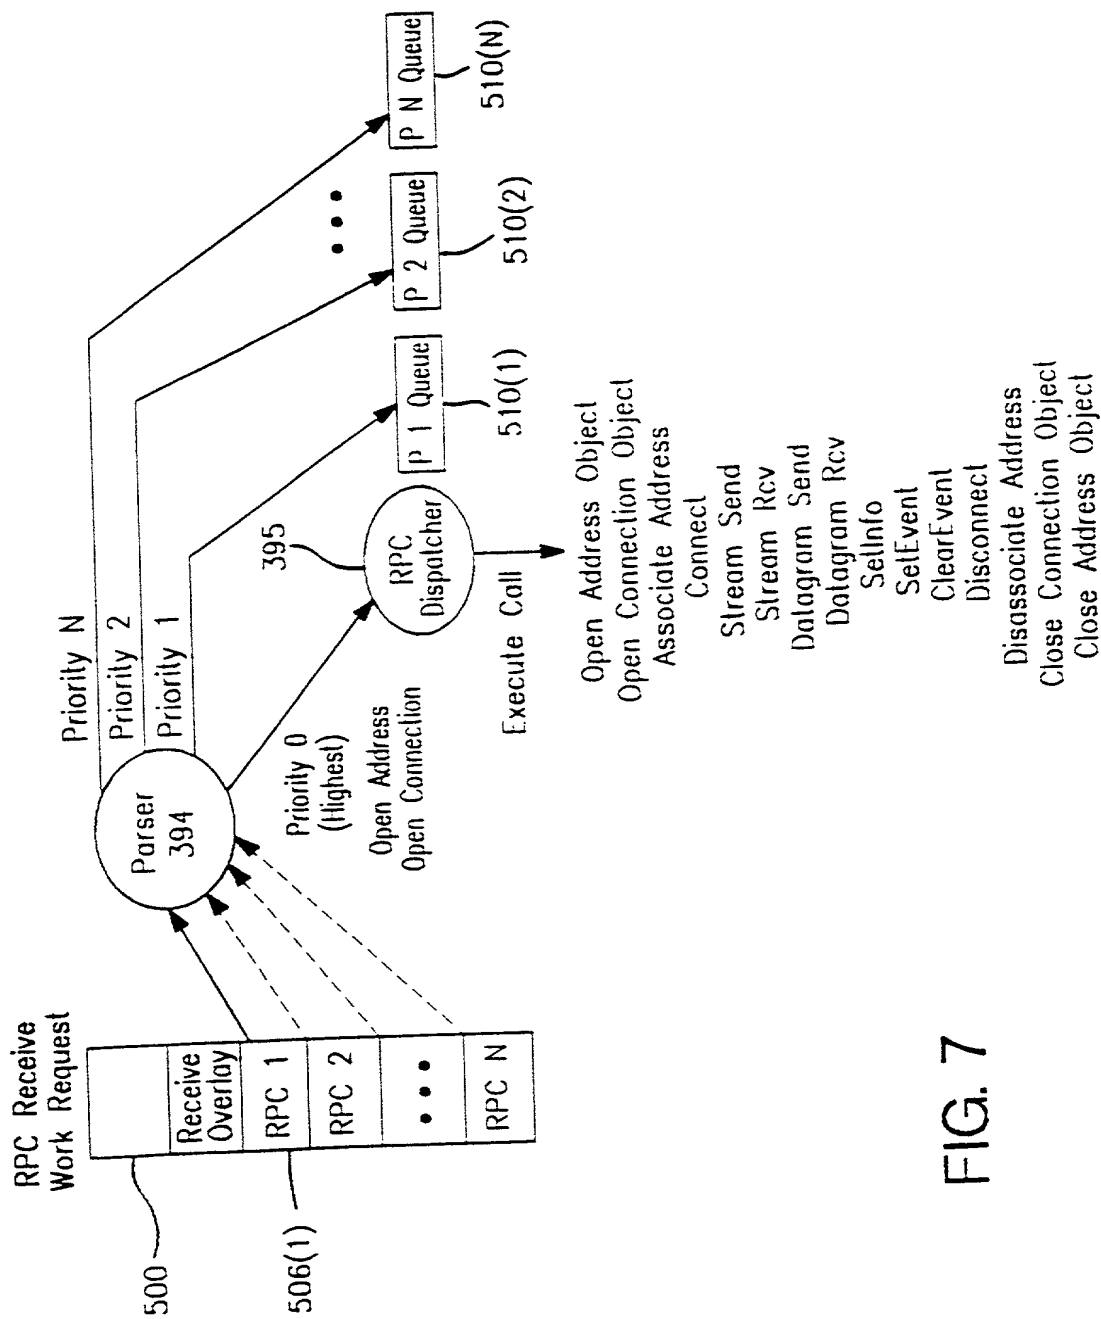 RPC Receive
Work Request
500
Receive
Overlay
RPC 1
RPC 2
RPC N
506(1)
Parser
394
Priority N
Priority 2
Priority 1
Priority 0
(Highest)
Open Address
Open Connection
395
RPC
Dispatcher
P 1 Queue
510(1)
P 2 Queue
510(2)
P N Queue
510(N)
Execute Call
Open Address Object
Open Connection Object
Associate Address
Connect
Stream Send
Stream Rcv
Datagram Send
Datagram Rcv
SetInfo
SetEvent
ClearEvent
Disconnect
Disassociate Address
Close Connection Object
Close Address Object
FIG. 7